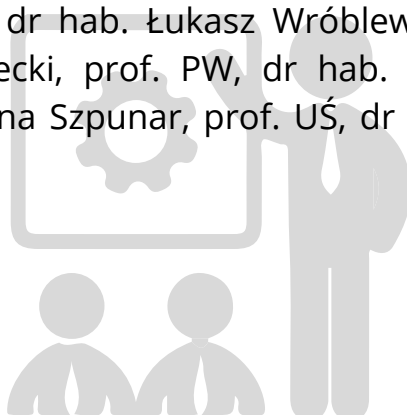 dr hab. Łukasz Wróblew
ecki, prof. PW, dr hab.
na Szpunar, prof. UŚ, dr